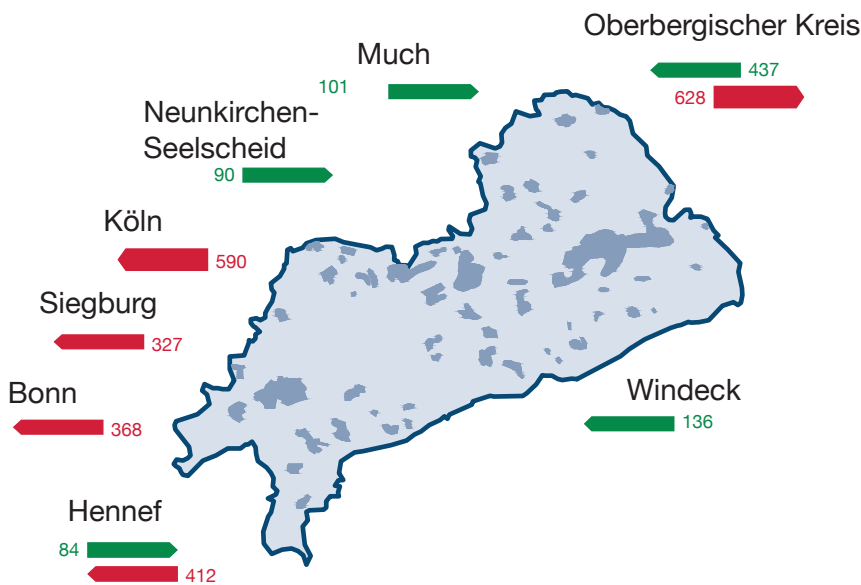 Oberbergischer Kreis
437
628
Much
101
Neunkirchen-
Seelscheid
90
Köln
590
Siegburg
327
Bonn
368
Windeck
136
Hennef
84
412